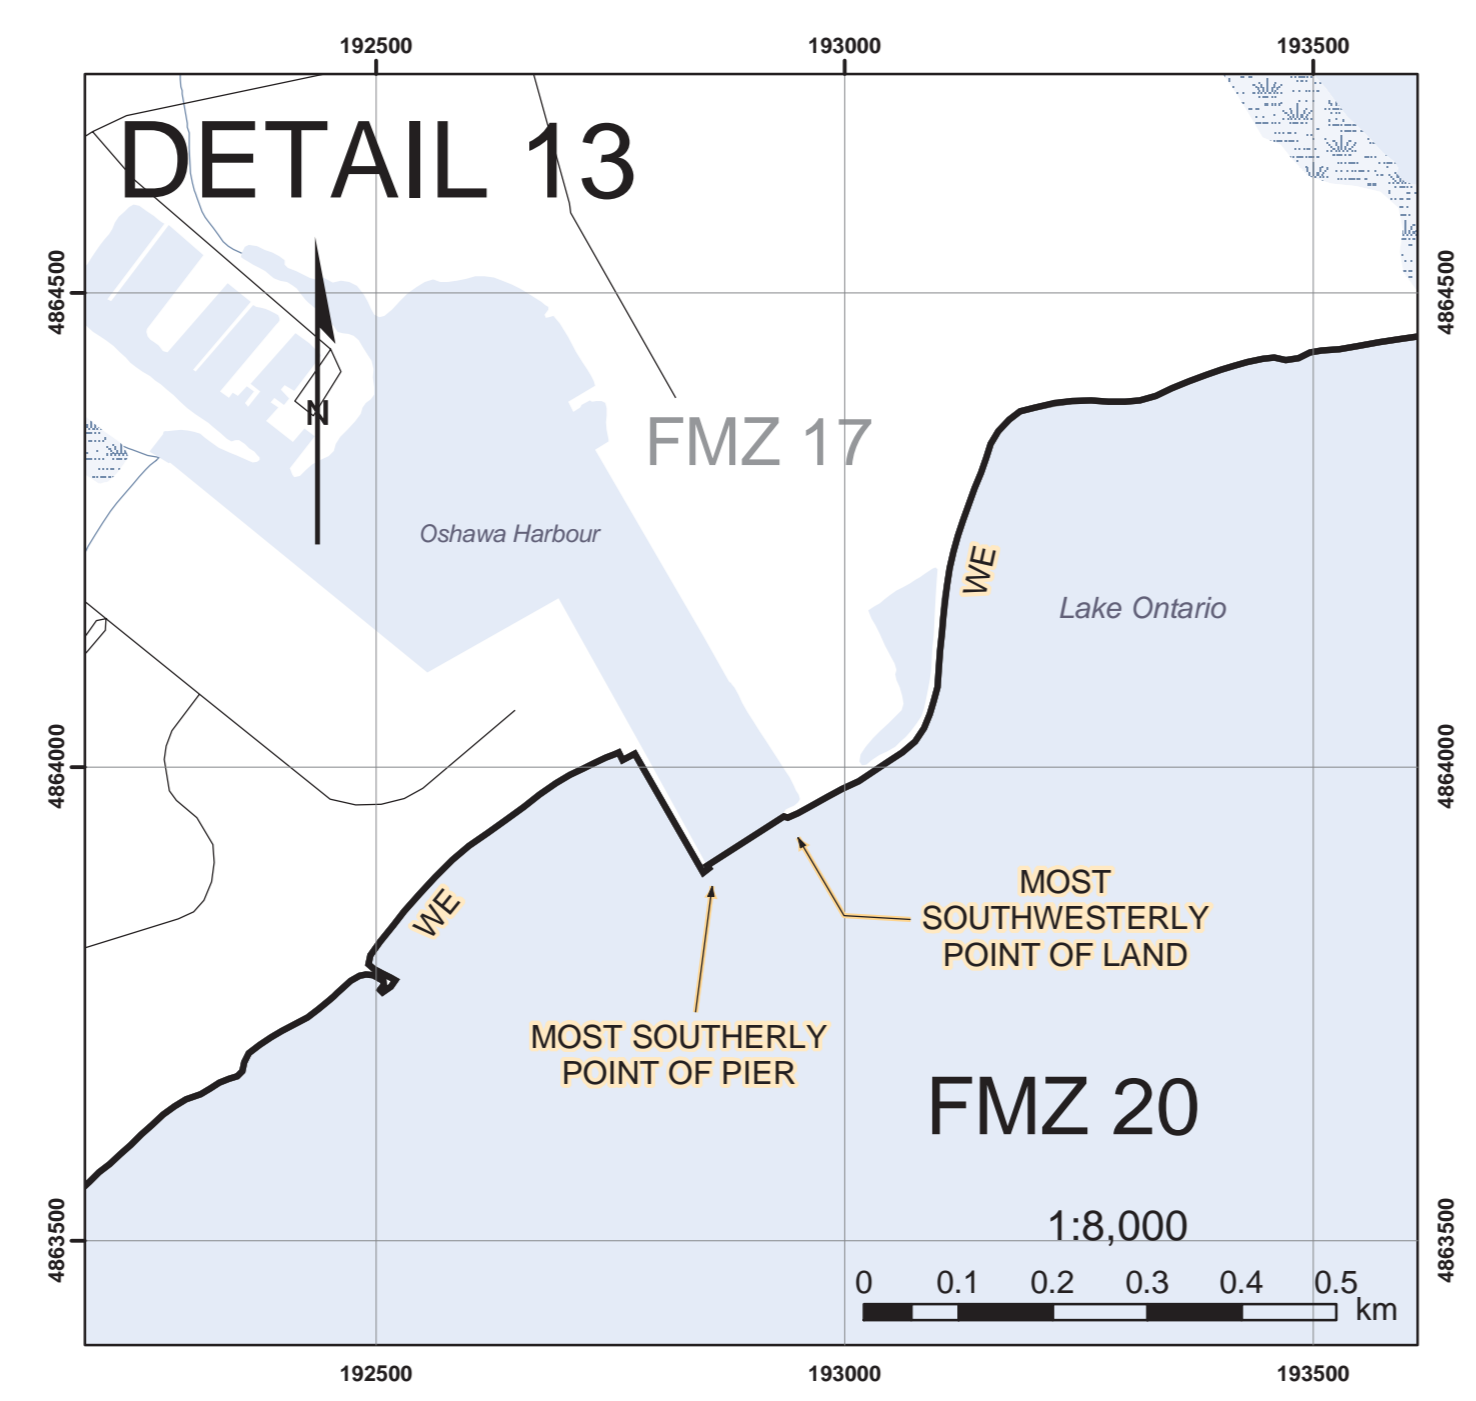 192500
193000
193500
DETAIL 13
4864500
4864500
N
FMZ 17
Oshawa Harbour
WE
Lake Ontario
4864000
4864000
WE
MOST
SOUTHWESTERLY
POINT OF LAND
MOST SOUTHERLY
POINT OF PIER
FMZ 20
4863500
4863500
1:8,000
0 0.1 0.2 0.3 0.4 0.5
km
192500
193000
193500